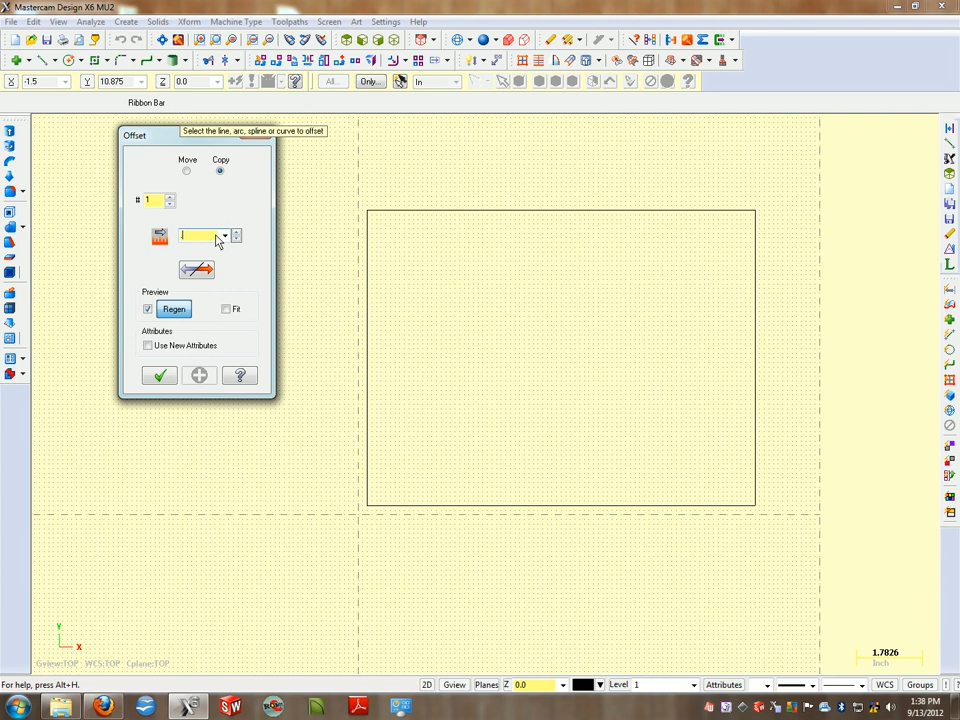 Mastercam Design X6 MU2
File Edit View Analyze Create Solids Xform Machine Type Toolpaths Screen Art Settings Help
X -1.5 Y 10.875 Z 0.0 All... Only... In
Ribbon Bar
Offset
Select the line, arc, spline or curve to offset
Move Copy
# 1
.
Preview
Regen Fit
Attributes
Use New Attributes
Y
X
Gview:TOP WCS:TOP Cplane:TOP
1.7826
Inch
For help, press Alt+H.
2D Gview Planes Z 0.0 Level 1 Attributes WCS Groups ?
1:38 PM
9/13/2012